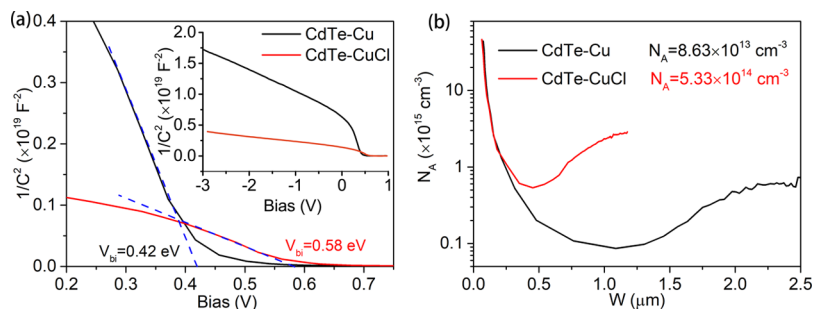 (a)
0.4
0.3
0.2
0.1
0.0
1/C² (×10¹⁹ F⁻²)
0.2 0.3 0.4 0.5 0.6 0.7
Bias (V)
V_bi=0.42 eV
V_bi=0.58 eV
CdTe-Cu
CdTe-CuCl
1.5
1.0
0.5
0.0
1/C² (×10¹⁹ F⁻²)
-3 -2 -1 0 1
Bias (V)
(b)
CdTe-Cu N_A=8.63×10¹³ cm⁻³
CdTe-CuCl N_A=5.33×10¹⁴ cm⁻³
10
1
0.1
N_A (×10¹⁵ cm⁻³)
0.0 0.5 1.0 1.5 2.0 2.5
W (μm)